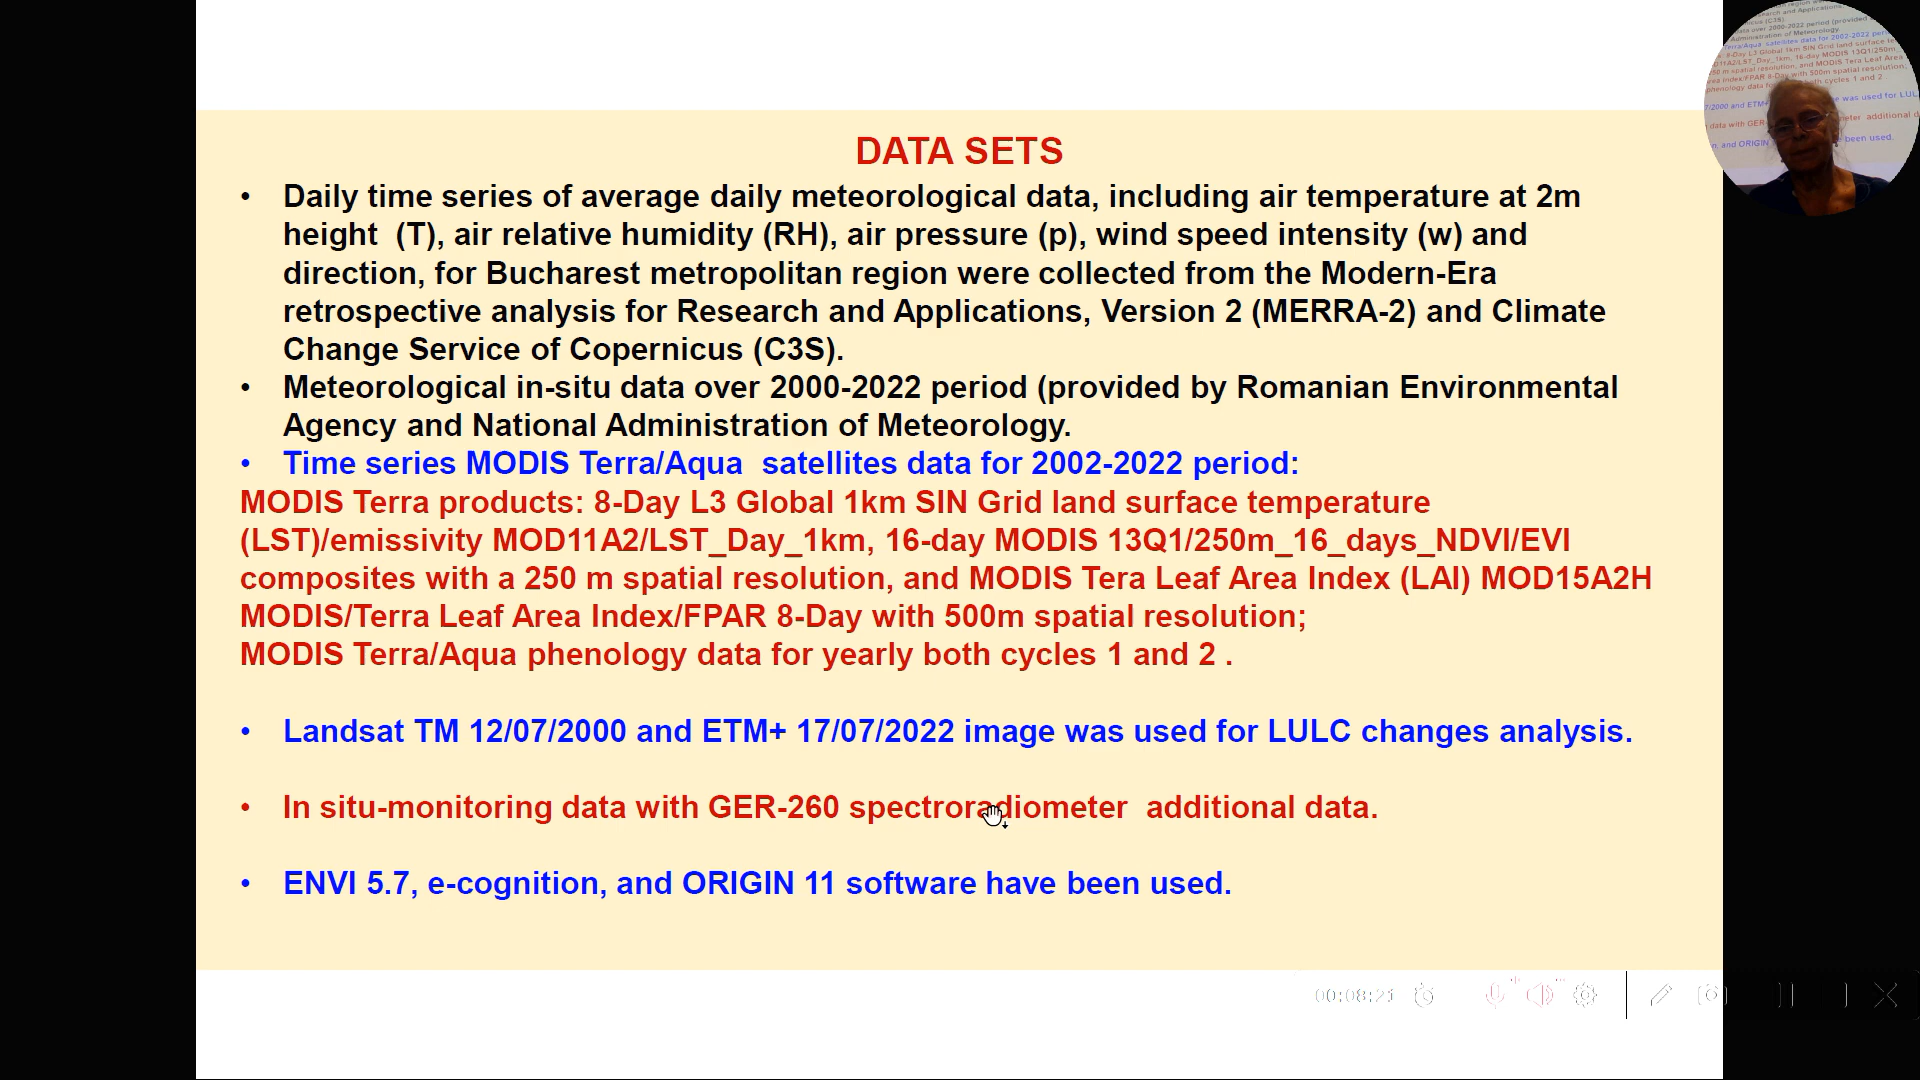 DATA SETS
• Daily time series of average daily meteorological data, including air temperature at 2m
height (T), air relative humidity (RH), air pressure (p), wind speed intensity (w) and
direction, for Bucharest metropolitan region were collected from the Modern-Era
retrospective analysis for Research and Applications, Version 2 (MERRA-2) and Climate
Change Service of Copernicus (C3S).
• Meteorological in-situ data over 2000-2022 period (provided by Romanian Environmental
Agency and National Administration of Meteorology.
• Time series MODIS Terra/Aqua satellites data for 2002-2022 period:
MODIS Terra products: 8-Day L3 Global 1km SIN Grid land surface temperature
(LST)/emissivity MOD11A2/LST_Day_1km, 16-day MODIS 13Q1/250m_16_days_NDVI/EVI
composites with a 250 m spatial resolution, and MODIS Tera Leaf Area Index (LAI) MOD15A2H
MODIS/Terra Leaf Area Index/FPAR 8-Day with 500m spatial resolution;
MODIS Terra/Aqua phenology data for yearly both cycles 1 and 2 .
• Landsat TM 12/07/2000 and ETM+ 17/07/2022 image was used for LULC changes analysis.
• In situ-monitoring data with GER-260 spectroradiometer additional data.
• ENVI 5.7, e-cognition, and ORIGIN 11 software have been used.
00:08:21